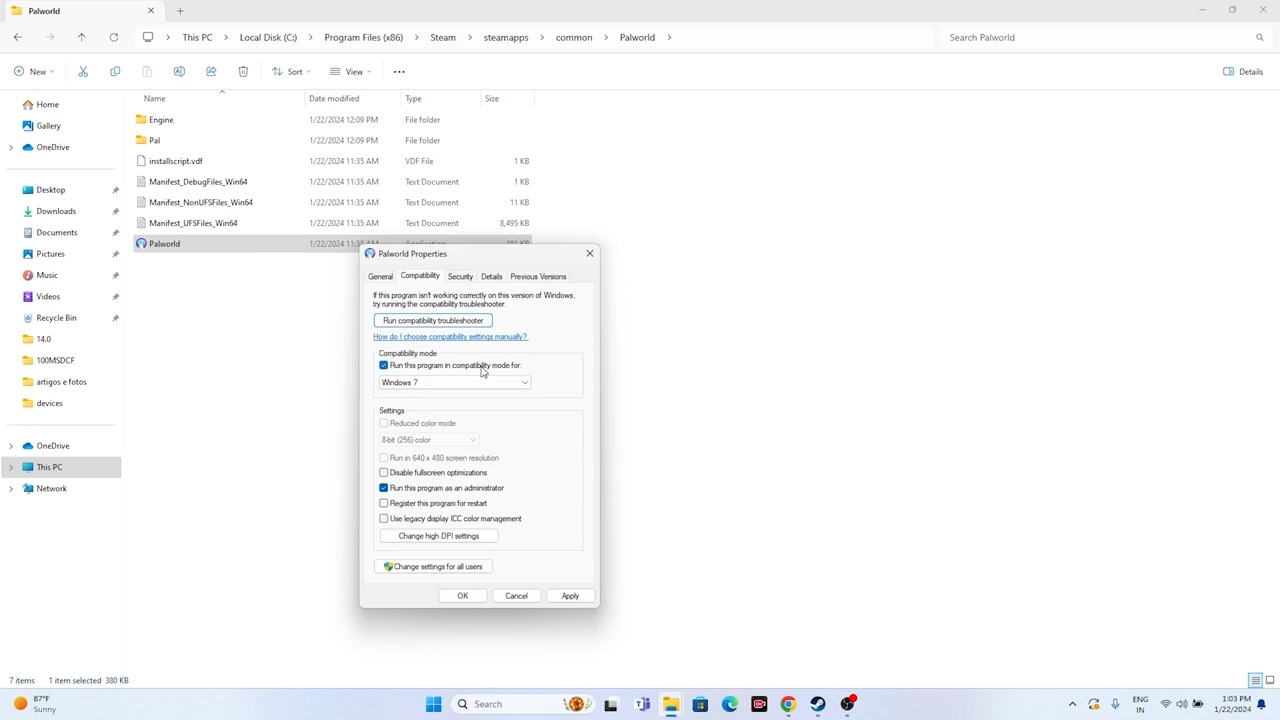 Palworld
This PC Local Disk (C:) Program Files (x86) Steam steamapps common Palworld
Search Palworld
New Sort View Details
Name Date modified Type Size
Home
Gallery
OneDrive
Desktop
Downloads
Documents
Pictures
Music
Videos
Recycle Bin
14.0
100MSDCF
artigos e fotos
devices
OneDrive
This PC
Network
Engine 1/22/2024 12:09 PM File folder
Pal 1/22/2024 12:09 PM File folder
installscript.vdf 1/22/2024 11:35 AM VDF File 1 KB
Manifest_DebugFiles_Win64 1/22/2024 11:35 AM Text Document 1 KB
Manifest_NonUFSFiles_Win64 1/22/2024 11:35 AM Text Document 11 KB
Manifest_UFSFiles_Win64 1/22/2024 11:35 AM Text Document 8,495 KB
Palworld 1/22/2024 11:35 AM Application 381 KB
Palworld Properties
General Compatibility Security Details Previous Versions
If this program isn't working correctly on this version of Windows,
try running the compatibility troubleshooter.
Run compatibility troubleshooter
How do I choose compatibility settings manually?
Compatibility mode
Run this program in compatibility mode for:
Windows 7
Settings
Reduced color mode
8-bit (256) color
Run in 640 x 480 screen resolution
Disable fullscreen optimizations
Run this program as an administrator
Register this program for restart
Use legacy display ICC color management
Change high DPI settings
Change settings for all users
OK Cancel Apply
7 items 1 item selected 380 KB
87°F
Sunny
Search
ENG
IN
1:03 PM
1/22/2024